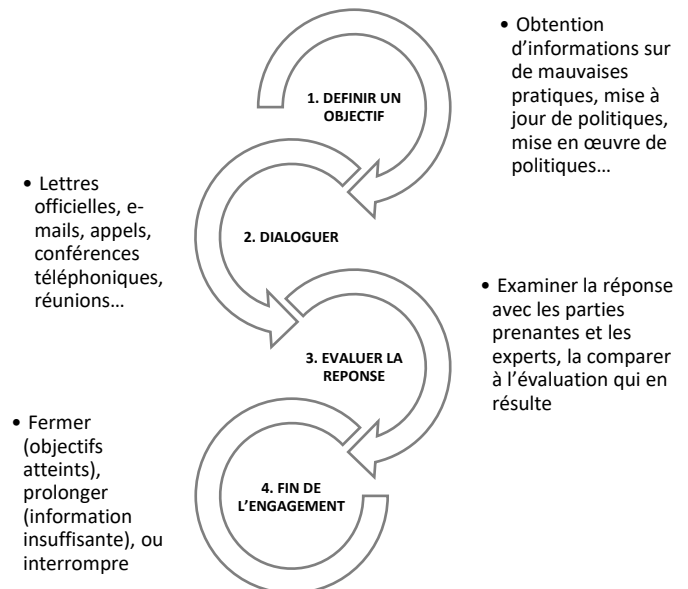 1. DEFINIR UN
OBJECTIF
• Obtention
d’informations sur
de mauvaises
pratiques, mise à
jour de politiques,
mise en œuvre de
politiques…
• Lettres
officielles, e-
mails, appels,
conférences
téléphoniques,
réunions…
2. DIALOGUER
3. EVALUER LA
REPONSE
• Examiner la réponse
avec les parties
prenantes et les
experts, la comparer
à l’évaluation qui en
résulte
• Fermer
(objectifs
atteints),
prolonger
(information
insuffisante), ou
interrompre
4. FIN DE
L’ENGAGEMENT